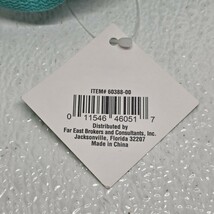 ITEM# 60380-00
0 11546 46051 7
Distributed by
Far East Brokers and Consultants, Inc.
Jacksonville, Florida 32207
Made in China